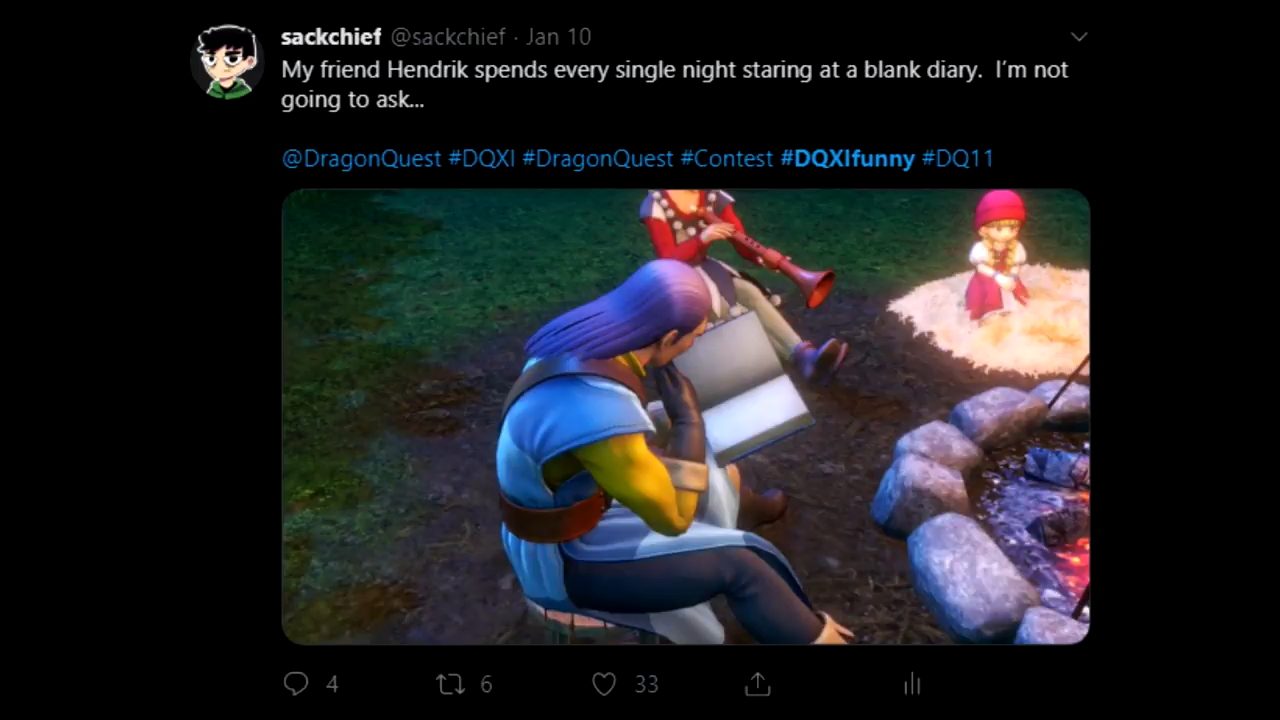 sackchief @sackchief · Jan 10
My friend Hendrik spends every single night staring at a blank diary.  I'm not
going to ask...
@DragonQuest #DQXI #DragonQuest #Contest #DQXIfunny #DQ11
4 6 33